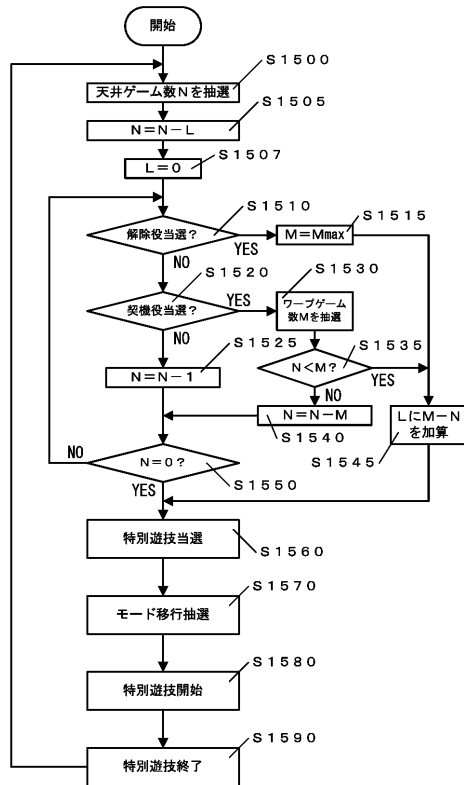 開始
S1500
天井ゲーム数Nを抽選
S1505
N=N-L
S1507
L=0
S1510
解除役当選?
YES
S1515
M=Mmax
NO
S1520
契機役当選?
YES
S1530
ワープゲーム
数Mを抽選
NO
S1525
N=N-1
S1535
N<M?
YES
NO
N=N-M
S1540
LにM-N
を加算
S1545
NO
N=0?
S1550
YES
特別遊技当選
S1560
S1570
モード移行抽選
S1580
特別遊技開始
S1590
特別遊技終了